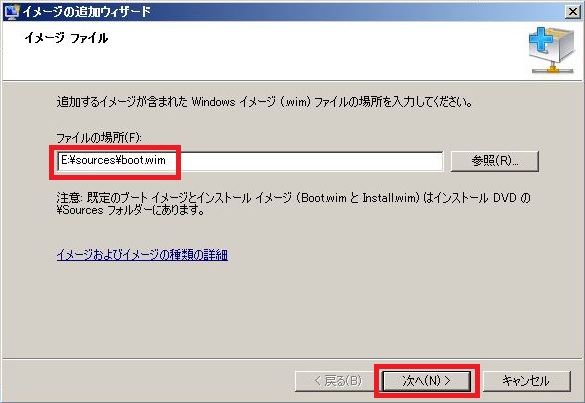 イメージの追加ウィザード
イメージ ファイル
追加するイメージが含まれた Windows イメージ (.wim) ファイルの場所を入力してください。
ファイルの場所(F):
E:¥sources¥boot.wim
参照(R)...
注意: 既定のブート イメージとインストール イメージ (Boot.wim と Install.wim) はインストール DVD の
¥Sources フォルダーにあります。
イメージおよびイメージの種類の詳細
< 戻る(B)
次へ(N) >
キャンセル